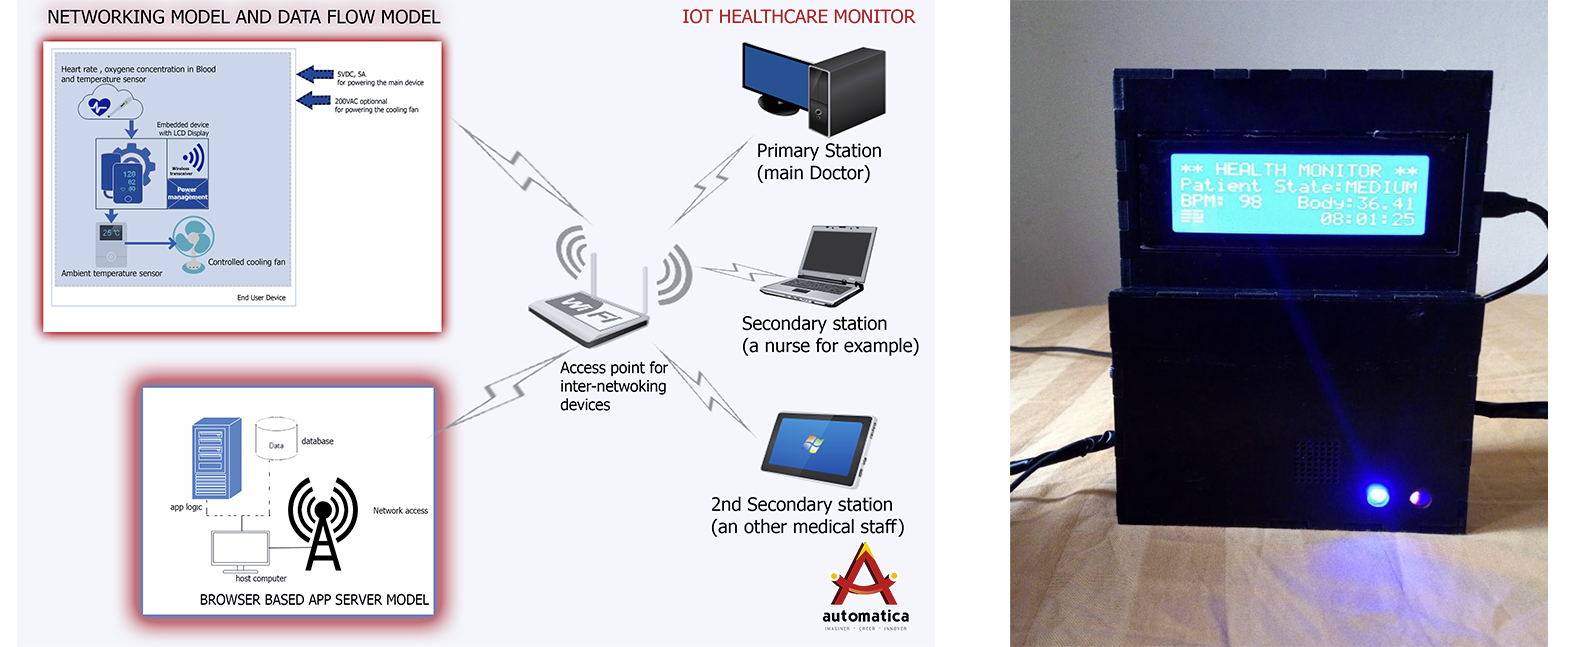 NETWORKING MODEL AND DATA FLOW MODEL
IOT HEALTHCARE MONITOR
Heart rate , oxygene concentration in Blood
and temperature sensor
5VDC, 5A
for powering the main device
200VAC optionnal
for powering the cooling fan
Embedded device
with LCD Display
120
82
Wireless
transceiver
Power
management
25°C
Ambient temperature sensor
Controlled cooling fan
End User Device
Primary Station
(main Doctor)
WiFi
Access point for
inter-netwoking
devices
Secondary station
(a nurse for example)
2nd Secondary station
(an other medical staff)
Data
database
app logic
Network access
host computer
BROWSER BASED APP SERVER MODEL
automatica
IMAGINER - CREER - INNOVER
** HEALTH MONITOR **
Patient State:MEDIUM
BPM: 98 Body:36.41
08:01:25